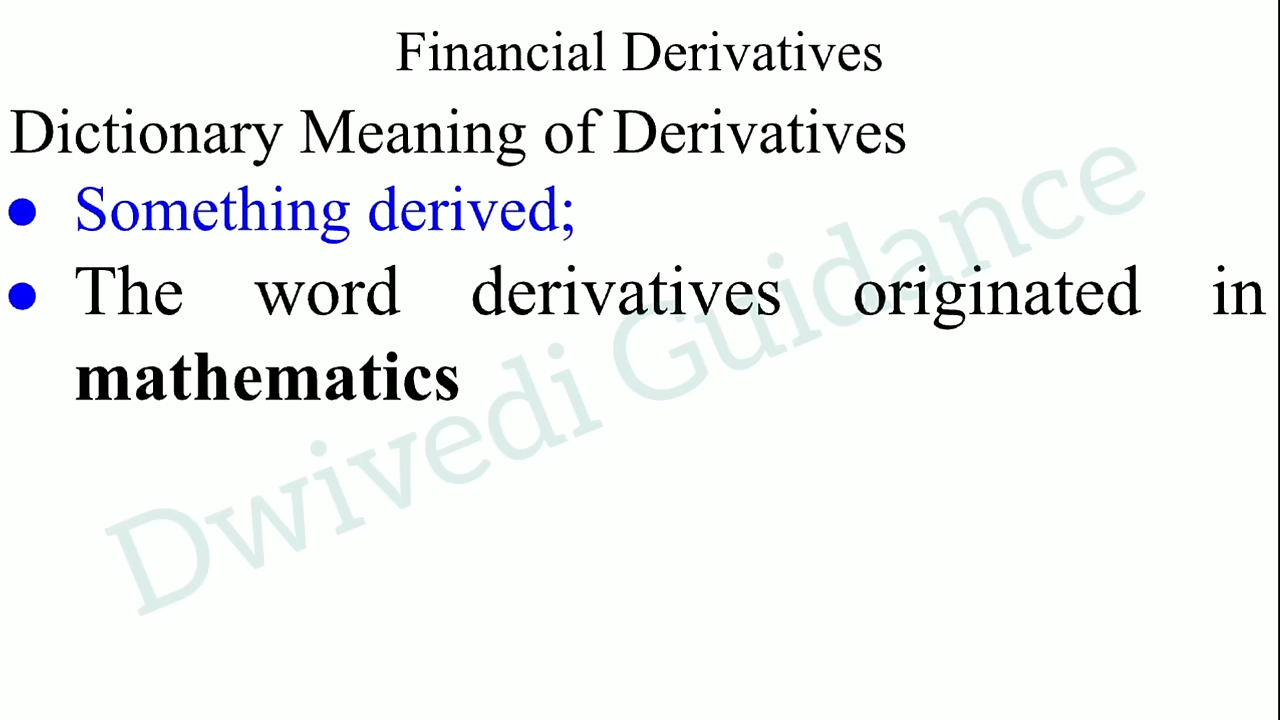 Financial Derivatives
Dictionary Meaning of Derivatives
● Something derived;
● The word derivatives originated in
mathematics
Dwivedi Guidance